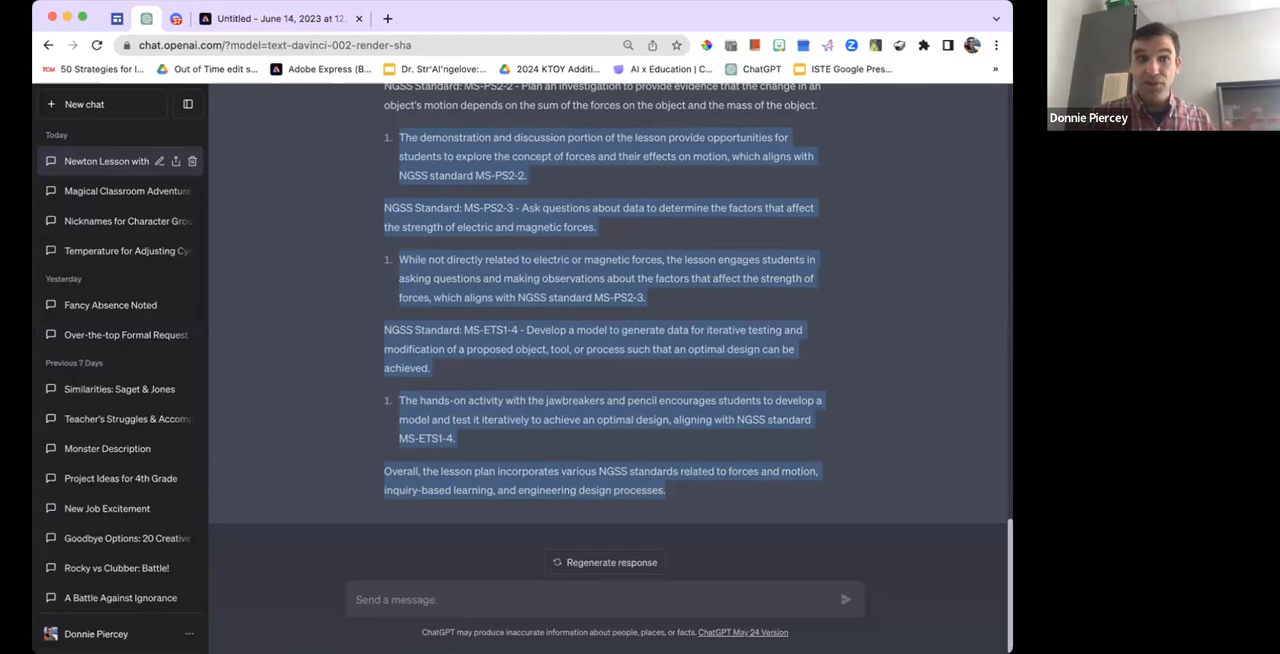 Untitled - June 14, 2023 at 12
chat.openai.com/?model=text-davinci-002-render-sha
TCM 50 Strategies for I...
Out of Time edit s...
Adobe Express (B...
Dr. Str'AI'ngelove:...
2024 KTOY Additi...
AI x Education | C...
ChatGPT
ISTE Google Pres...
»
Donnie Piercey
New chat
Today
Newton Lesson with
Magical Classroom Adventure
Nicknames for Character Grou
Temperature for Adjusting Cyr
Yesterday
Fancy Absence Noted
Over-the-top Formal Request
Previous 7 Days
Similarities: Saget & Jones
Teacher's Struggles & Accomp
Monster Description
Project Ideas for 4th Grade
New Job Excitement
Goodbye Options: 20 Creative
Rocky vs Clubber: Battle!
A Battle Against Ignorance
Donnie Piercey
NGSS Standard: MS-PS2-2 - Plan an investigation to provide evidence that the change in an
object's motion depends on the sum of the forces on the object and the mass of the object.
1. The demonstration and discussion portion of the lesson provide opportunities for
students to explore the concept of forces and their effects on motion, which aligns with
NGSS standard MS-PS2-2.
NGSS Standard: MS-PS2-3 - Ask questions about data to determine the factors that affect
the strength of electric and magnetic forces.
1. While not directly related to electric or magnetic forces, the lesson engages students in
asking questions and making observations about the factors that affect the strength of
forces, which aligns with NGSS standard MS-PS2-3.
NGSS Standard: MS-ETS1-4 - Develop a model to generate data for iterative testing and
modification of a proposed object, tool, or process such that an optimal design can be
achieved.
1. The hands-on activity with the jawbreakers and pencil encourages students to develop a
model and test it iteratively to achieve an optimal design, aligning with NGSS standard
MS-ETS1-4.
Overall, the lesson plan incorporates various NGSS standards related to forces and motion,
inquiry-based learning, and engineering design processes.
Regenerate response
Send a message.
ChatGPT may produce inaccurate information about people, places, or facts. ChatGPT May 24 Version